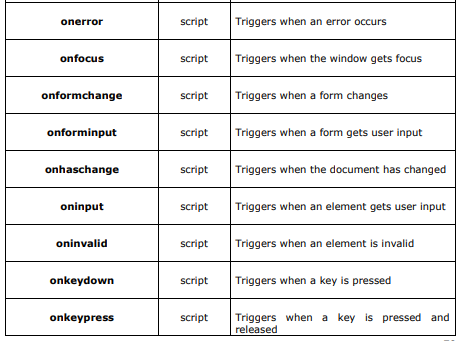 onerror script Triggers when an error occurs
onfocus script Triggers when the window gets focus
onformchange script Triggers when a form changes
onforminput script Triggers when a form gets user input
onhaschange script Triggers when the document has changed
oninput script Triggers when an element gets user input
oninvalid script Triggers when an element is invalid
onkeydown script Triggers when a key is pressed
onkeypress script Triggers when a key is pressed and
released